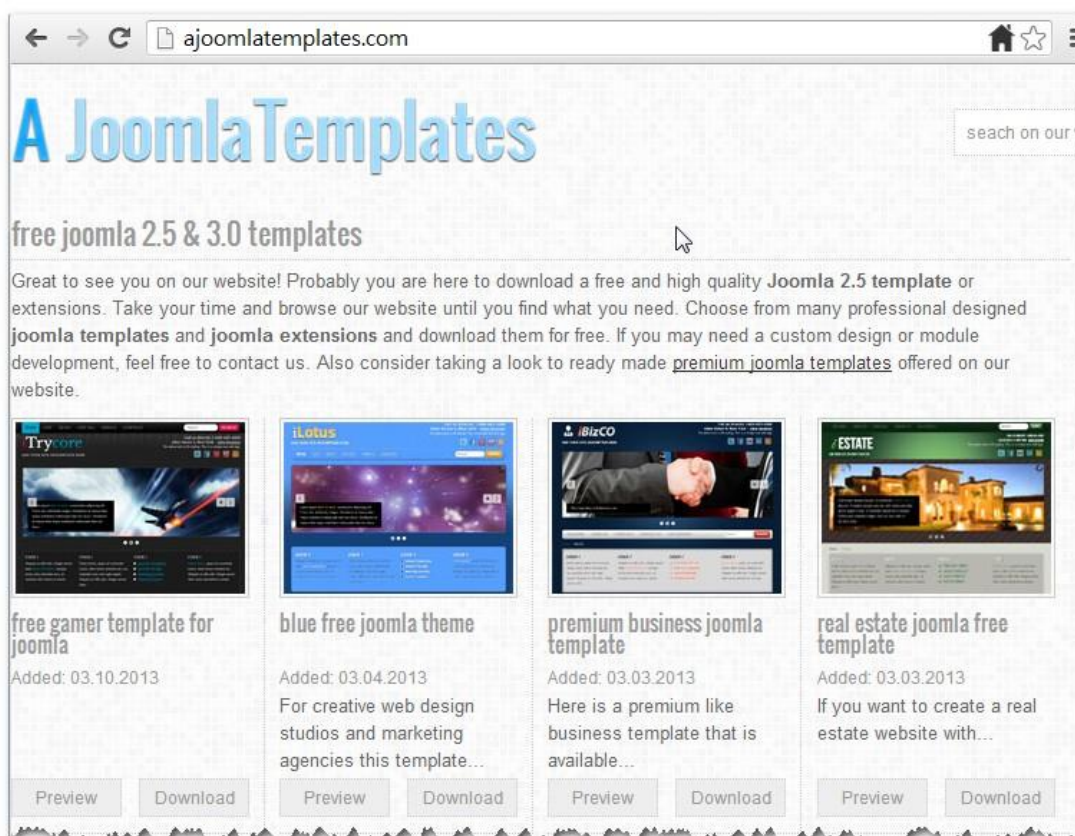 ajoomlatemplates.com
A JoomlaTemplates
seach on our
free joomla 2.5 & 3.0 templates
Great to see you on our website! Probably you are here to download a free and high quality Joomla 2.5 template or
extensions. Take your time and browse our website until you find what you need. Choose from many professional designed
joomla templates and joomla extensions and download them for free. If you may need a custom design or module
development, feel free to contact us. Also consider taking a look to ready made premium joomla templates offered on our
website.
iTrycore
iLotus
iBizCO
iESTATE
free gamer template for
joomla
Added: 03.10.2013
Preview
Download
blue free joomla theme
Added: 03.04.2013
For creative web design
studios and marketing
agencies this template...
Preview
Download
premium business joomla
template
Added: 03.03.2013
Here is a premium like
business template that is
available...
Preview
Download
real estate joomla free
template
Added: 03.03.2013
If you want to create a real
estate website with...
Preview
Download